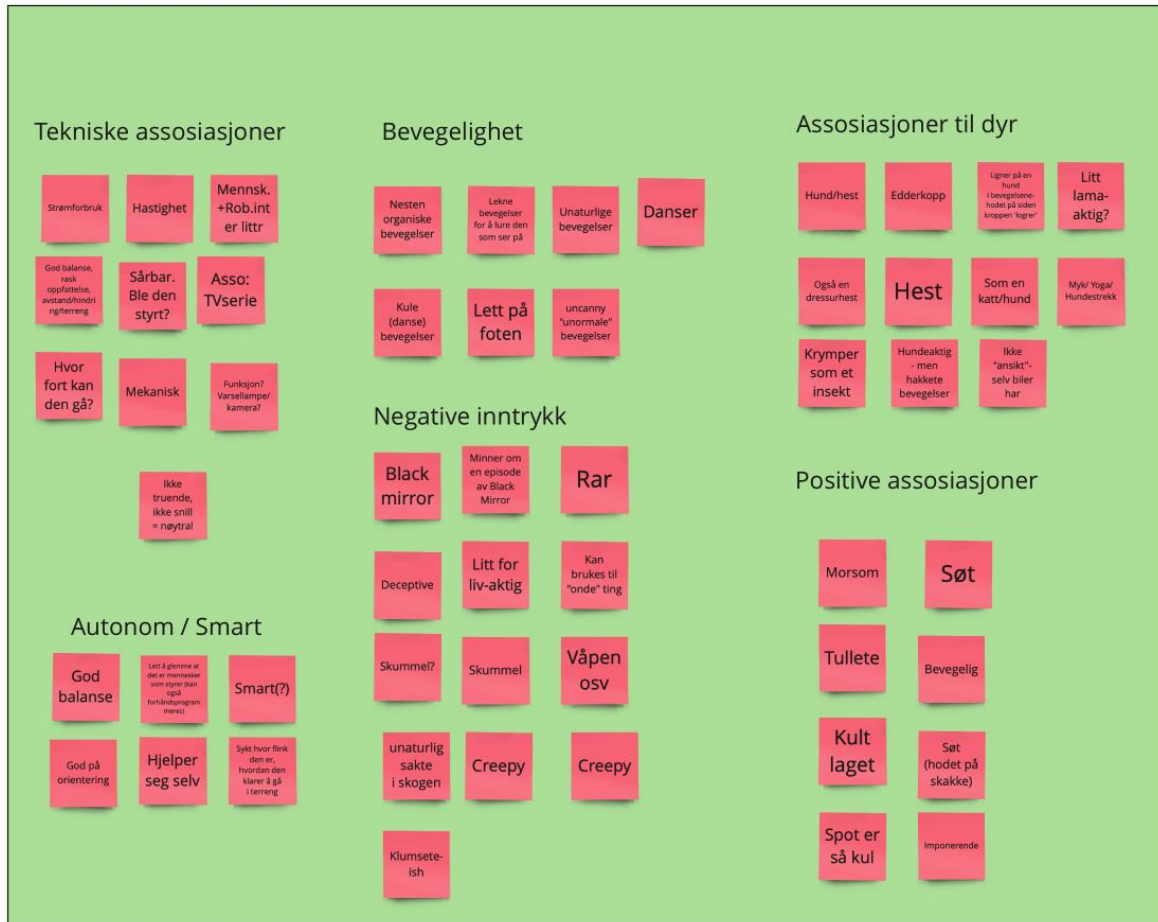 Tekniske assosiasjoner
Strømforbruk
Hastighet
Mennsk.
+Rob.int
er littr
God balanse,
rask
oppfattelse,
avstand/hindri
ng/terreng
Sårbar.
Ble den
styrt?
Asso:
TVserie
Hvor
fort kan
den gå?
Mekanisk
Funksjon?
Varsellampe/
kamera?
Ikke
truende,
ikke snill
= nøytral
Autonom / Smart
God
balanse
Lett å glemme at
det er mennesker
som styrer (kan
også
forhåndsprogram
meres)
Smart(?)
God på
orientering
Hjelper
seg selv
Sykt hvor flink
den er,
hvordan den
klarer å gå
i terreng
Bevegelighet
Nesten
organiske
bevegelser
Lekne
bevegelser
for å lure den
som ser på
Unaturlige
bevegelser
Danser
Kule
(danse)
bevegelser
Lett på
foten
uncanny
"unormale"
bevegelser
Negative inntrykk
Black
mirror
Minner om
en episode
av Black
Mirror
Rar
Deceptive
Litt for
liv-aktig
Kan
brukes til
"onde" ting
Skummel?
Skummel
Våpen
osv
unaturlig
sakte
i skogen
Creepy
Creepy
Klumsete-
ish
Assosiasjoner til dyr
Hund/hest
Edderkopp
Ligner på en
hund
i bevegelsene-
hodet på siden
kroppen 'logrer'
Litt
lama-
aktig?
Også en
dressurhest
Hest
Som en
katt/hund
Myk/ Yoga/
Hundestrekk
Krymper
som et
insekt
Hundeaktig
- men
hakkete
bevegelser
Ikke
"ansikt"-
selv biler
har
Positive assosiasjoner
Morsom
Søt
Tullete
Bevegelig
Kult
laget
Søt
(hodet på
skakke)
Spot er
så kul
Imponerende